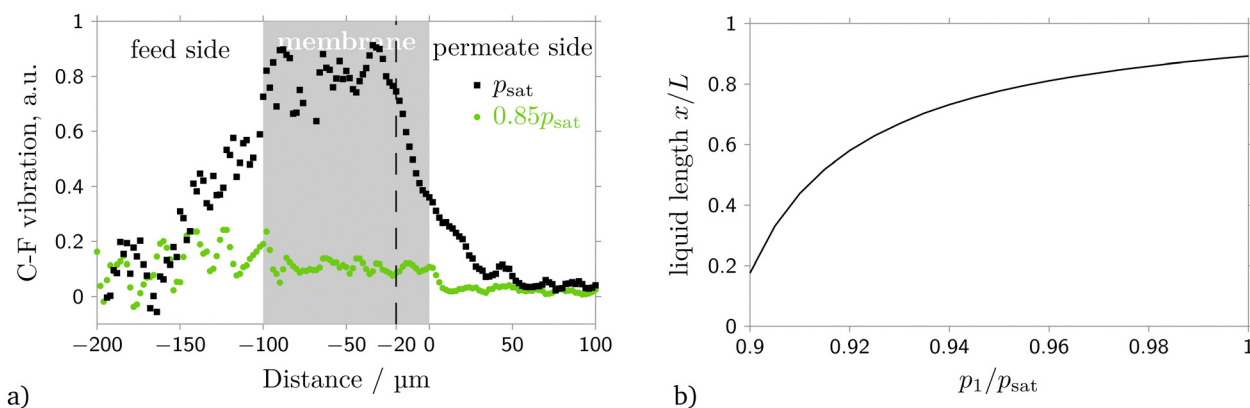 1
0.8
0.6
0.4
0.2
0
C-F vibration, a.u.
feed side
membrane
permeate side
p_sat
0.85p_sat
−200
−150
−100
−50
−20
0
50
100
Distance / µm
a)
1
0.8
0.6
0.4
0.2
0
liquid length x/L
0.9
0.92
0.94
0.96
0.98
1
p₁/p_sat
b)